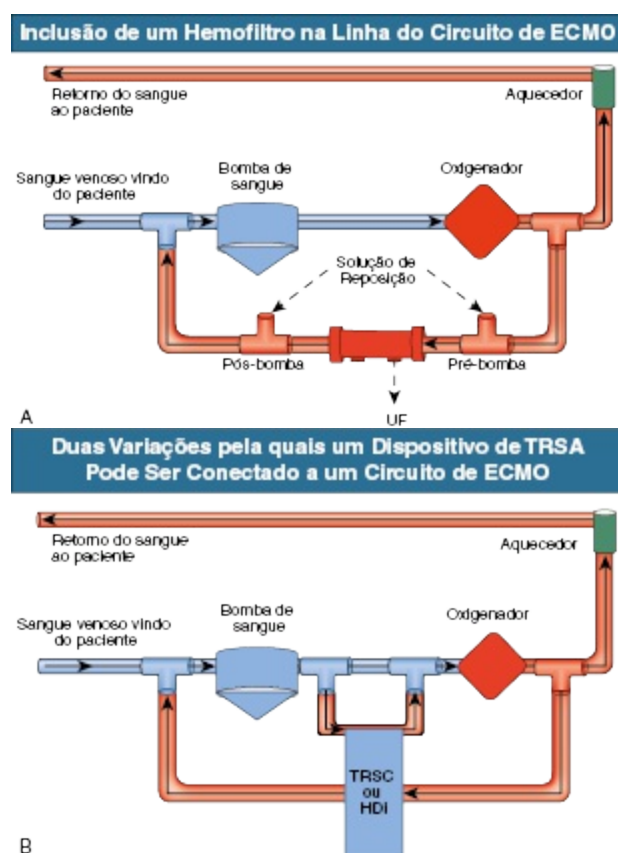 Inclusão de um Hemofiltro na Linha do Circuito de ECMO
Retorno do sangue
ao paciente
Aquecedor
Sangue venoso vindo
do paciente
Bomba de
sangue
Oxigenador
Solução de
Reposição
Pós-bomba
Pré-bomba
A
UF
Duas Variações pela quais um Dispositivo de TRSA
Pode Ser Conectado a um Circuito de ECMO
Retorno do sangue
ao paciente
Aquecedor
Sangue venoso vindo
do paciente
Bomba de
sangue
Oxigenador
TRSC
ou
HDI
B